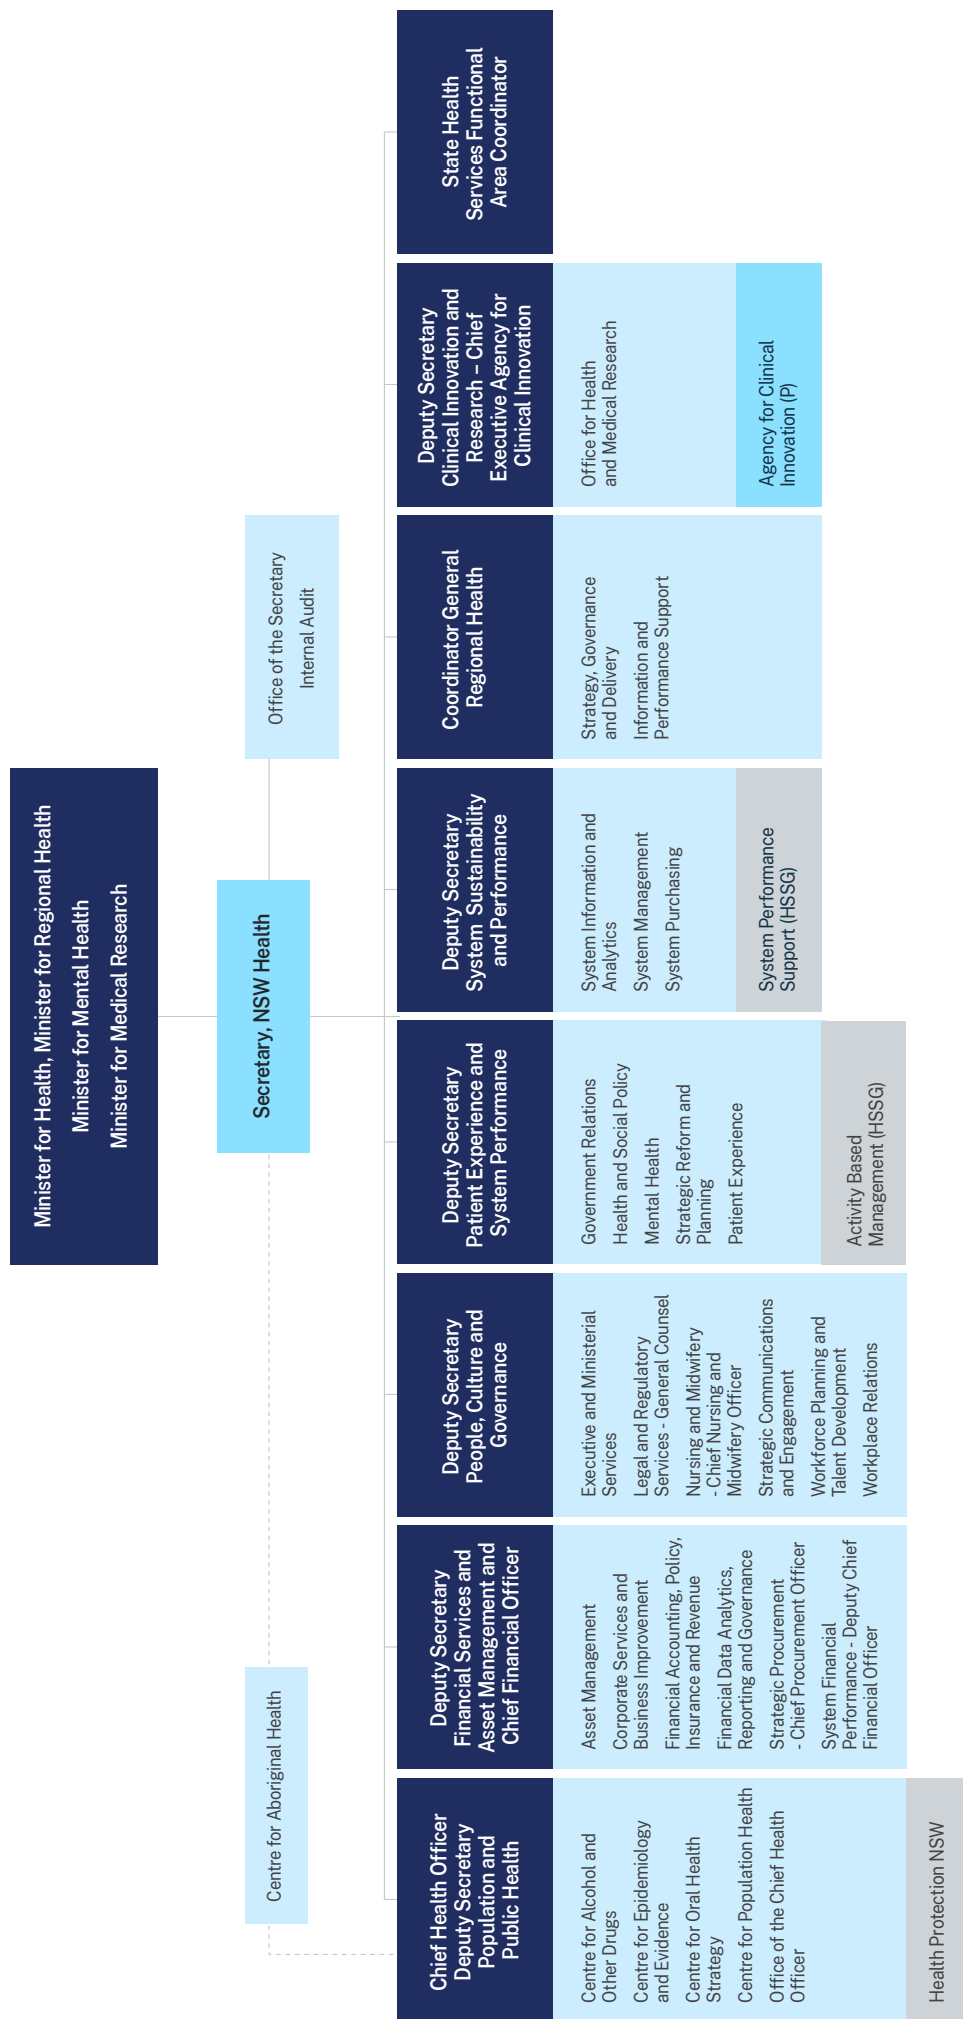 Minister for Health, Minister for Regional Health
Minister for Mental Health
Minister for Medical Research
Secretary, NSW Health
Centre for Aboriginal Health
Office of the Secretary
Internal Audit
Chief Health Officer
Deputy Secretary
Population and
Public Health
Centre for Alcohol and
Other Drugs
Centre for Epidemiology
and Evidence
Centre for Oral Health
Strategy
Centre for Population Health
Office of the Chief Health
Officer
Health Protection NSW
Deputy Secretary
Financial Services and
Asset Management and
Chief Financial Officer
Asset Management
Corporate Services and
Business Improvement
Financial Accounting, Policy,
Insurance and Revenue
Financial Data Analytics,
Reporting and Governance
Strategic Procurement
- Chief Procurement Officer
System Financial
Performance - Deputy Chief
Financial Officer
Deputy Secretary
People, Culture and
Governance
Executive and Ministerial
Services
Legal and Regulatory
Services - General Counsel
Nursing and Midwifery
- Chief Nursing and
Midwifery Officer
Strategic Communications
and Engagement
Workforce Planning and
Talent Development
Workplace Relations
Deputy Secretary
Patient Experience and
System Performance
Government Relations
Health and Social Policy
Mental Health
Strategic Reform and
Planning
Patient Experience
Activity Based
Management (HSSG)
Deputy Secretary
System Sustainability
and Performance
System Information and
Analytics
System Management
System Purchasing
System Performance
Support (HSSG)
Coordinator General
Regional Health
Strategy, Governance
and Delivery
Information and
Performance Support
Deputy Secretary
Clinical Innovation and
Research – Chief
Executive Agency for
Clinical Innovation
Office for Health
and Medical Research
Agency for Clinical
Innovation (P)
State Health
Services Functional
Area Coordinator